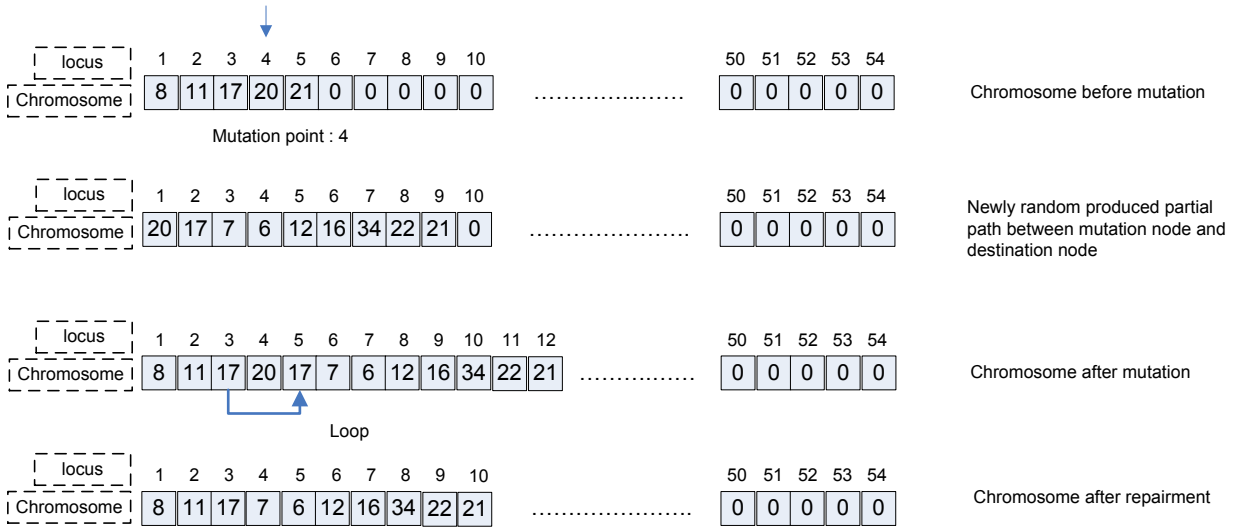 locus 1 2 3 4 5 6 7 8 9 10 50 51 52 53 54
Chromosome 8 11 17 20 21 0 0 0 0 0 ..................... 0 0 0 0 0 Chromosome before mutation
Mutation point : 4
locus 1 2 3 4 5 6 7 8 9 10 50 51 52 53 54
Chromosome 20 17 7 6 12 16 34 22 21 0 ...................... 0 0 0 0 0
Newly random produced partial
path between mutation node and
destination node
locus 1 2 3 4 5 6 7 8 9 10 11 12 50 51 52 53 54
Chromosome 8 11 17 20 17 7 6 12 16 34 22 21 ................ 0 0 0 0 0 Chromosome after mutation
Loop
locus 1 2 3 4 5 6 7 8 9 10 50 51 52 53 54
Chromosome 8 11 17 7 6 12 16 34 22 21 ...................... 0 0 0 0 0 Chromosome after repairment